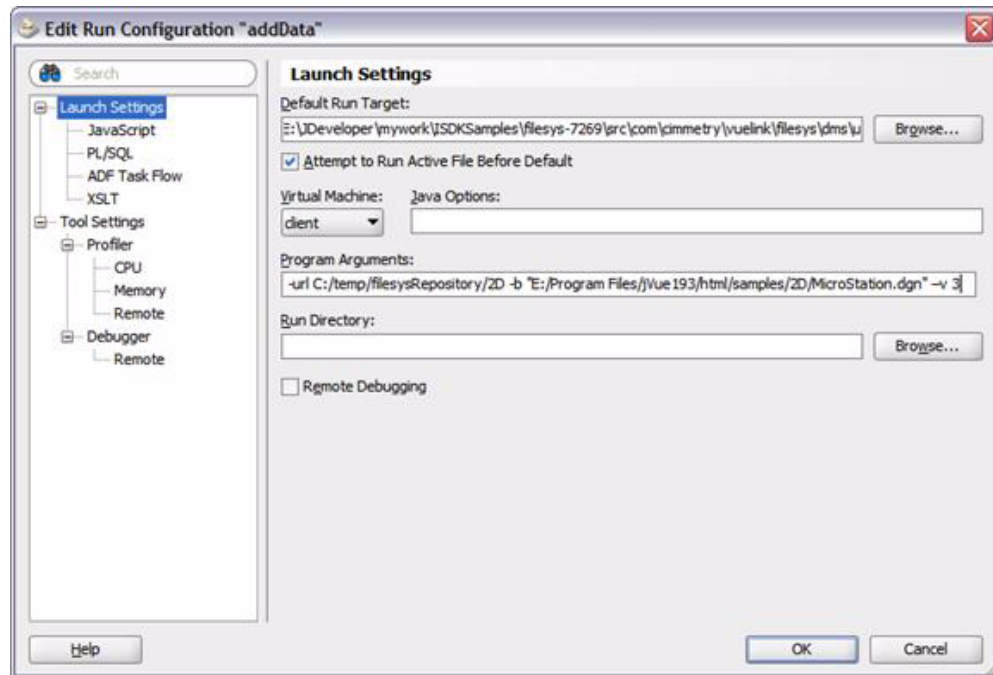 Edit Run Configuration "addData"
Search
Launch Settings
JavaScript
PL/SQL
ADF Task Flow
XSLT
Tool Settings
Profiler
CPU
Memory
Remote
Debugger
Remote
Launch Settings
Default Run Target:
E:\JDeveloper\mywork\ISDKSamples\filesys-7269\src\com\cimmetry\vuelink\filesys\dms\ Browse...
Attempt to Run Active File Before Default
Virtual Machine: Java Options:
client
Program Arguments:
-url C:/temp/filesysRepository/2D -b "E:/Program Files/jVue193/html/samples/2D/MicroStation.dgn" –v 3
Run Directory:
Browse...
Remote Debugging
Help OK Cancel